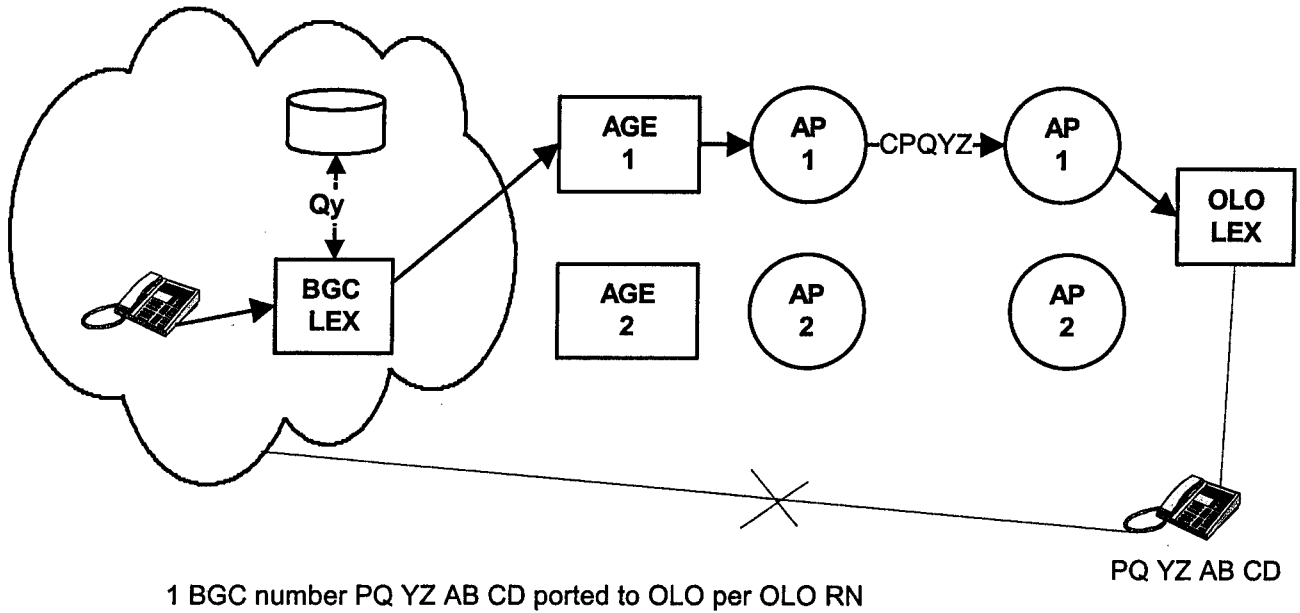 AGE
1
AP
1
CPQYZ
AP
1
OLO
LEX
Qy
BGC
LEX
AGE
2
AP
2
AP
2
PQ YZ AB CD
1 BGC number PQ YZ AB CD ported to OLO per OLO RN